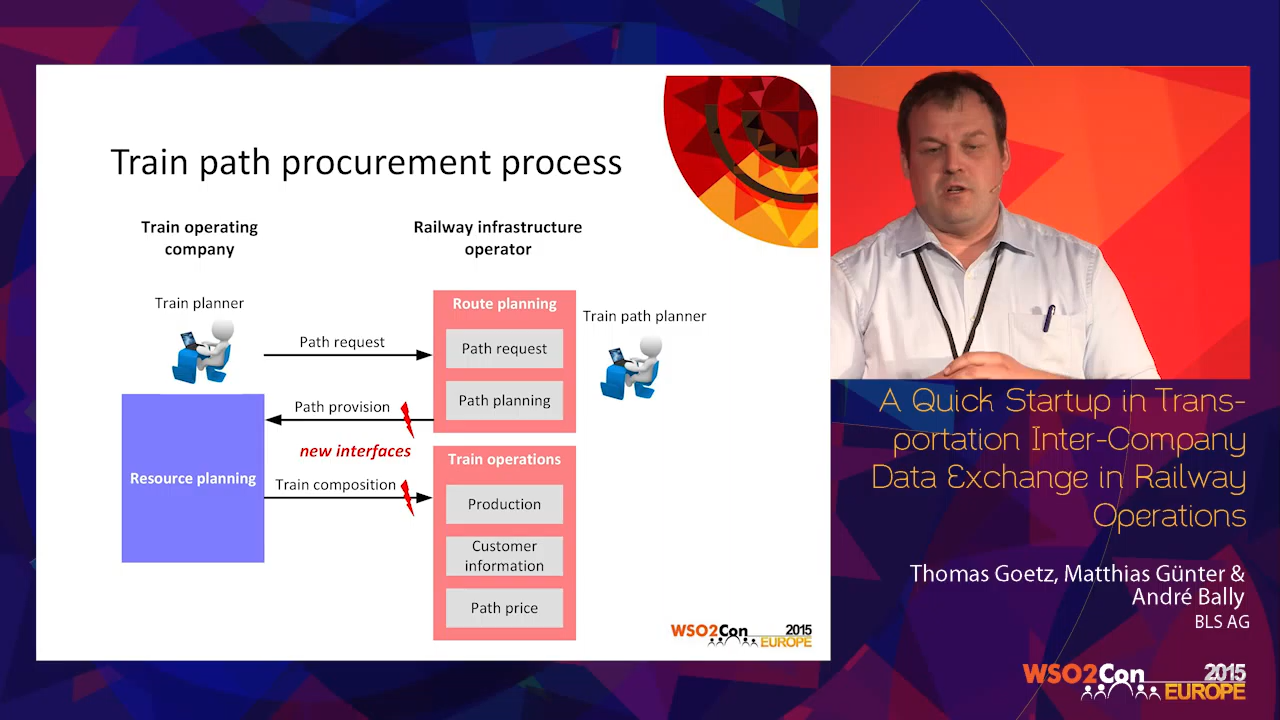 Train path procurement process
Train operating
company
Railway infrastructure
operator
Train planner
Path request
Route planning
Path request
Path planning
Train path planner
Path provision
new interfaces
Resource planning
Train composition
Train operations
Production
Customer
information
Path price
WSO2Con 2015
EUROPE
A Quick Startup in Trans-
portation Inter-Company
Data Exchange in Railway
Operations
Thomas Goetz, Matthias Günter &
André Bally
BLS AG
WSO2Con 2015
EUROPE